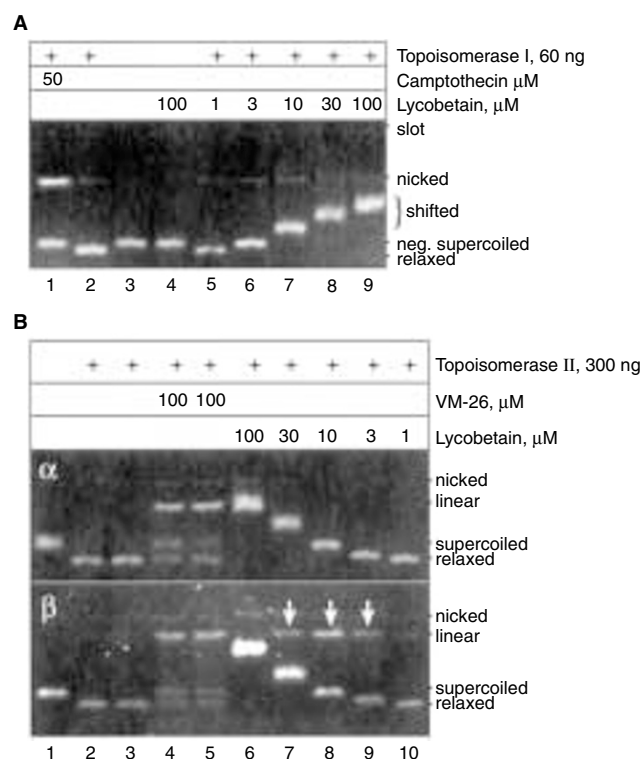 A
+ + + + + + + Topoisomerase I, 60 ng
50 Camptothecin μM
100 1 3 10 30 100 Lycobetain, μM
slot
nicked
shifted
neg. supercoiled
relaxed
1 2 3 4 5 6 7 8 9
B
+ + + + + + + + + Topoisomerase II, 300 ng
100 100 VM-26, μM
100 30 10 3 1 Lycobetain, μM
α
nicked
linear
supercoiled
relaxed
β
nicked
linear
supercoiled
relaxed
1 2 3 4 5 6 7 8 9 10